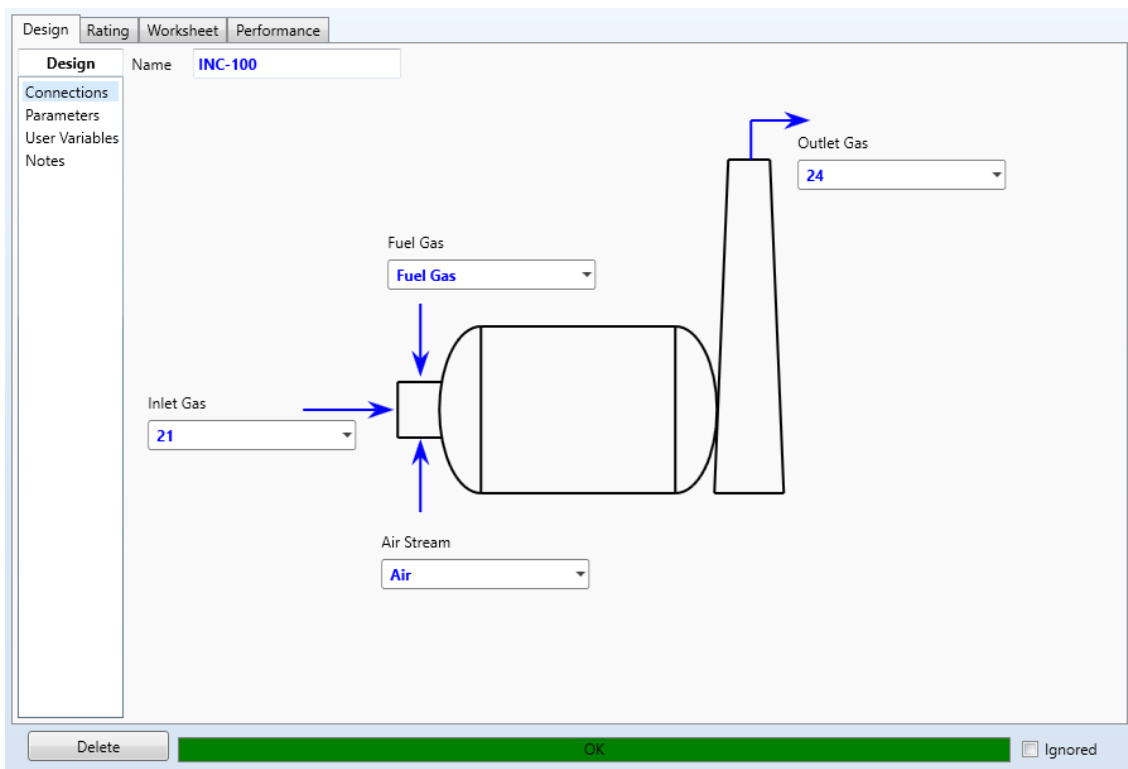 Design Rating Worksheet Performance
Design
Connections
Parameters
User Variables
Notes
Name INC-100
Outlet Gas
24
Fuel Gas
Fuel Gas
Inlet Gas
21
Air Stream
Air
Delete OK Ignored